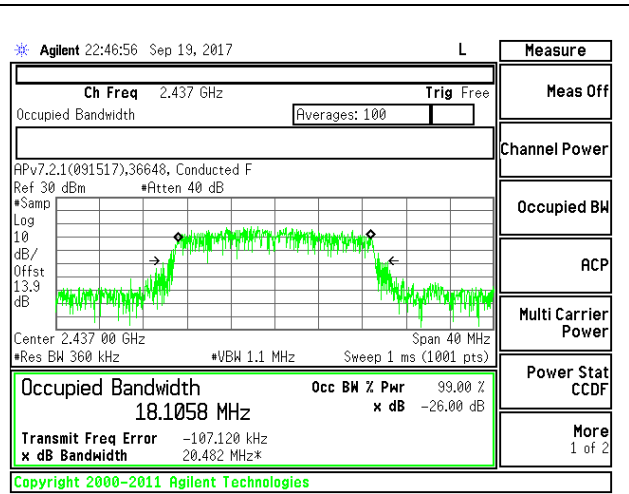 Agilent 22:46:56 Sep 19, 2017 L
Measure
Ch Freq 2.437 GHz Trig Free
Meas Off
Occupied Bandwidth Averages: 100
Channel Power
APv7.2.1(091517),36648, Conducted F
Ref 30 dBm #Atten 40 dB
#Samp
Occupied BW
Log
10
dB/
ACP
Offst
13.9
dB
Multi Carrier
Power
Center 2.437 00 GHz Span 40 MHz
#Res BW 360 kHz #VBW 1.1 MHz Sweep 1 ms (1001 pts)
Power Stat
CCDF
Occupied Bandwidth Occ BW % Pwr 99.00 %
18.1058 MHz x dB -26.00 dB
Transmit Freq Error -107.120 kHz
x dB Bandwidth 20.482 MHz*
More
1 of 2
Copyright 2000-2011 Agilent Technologies